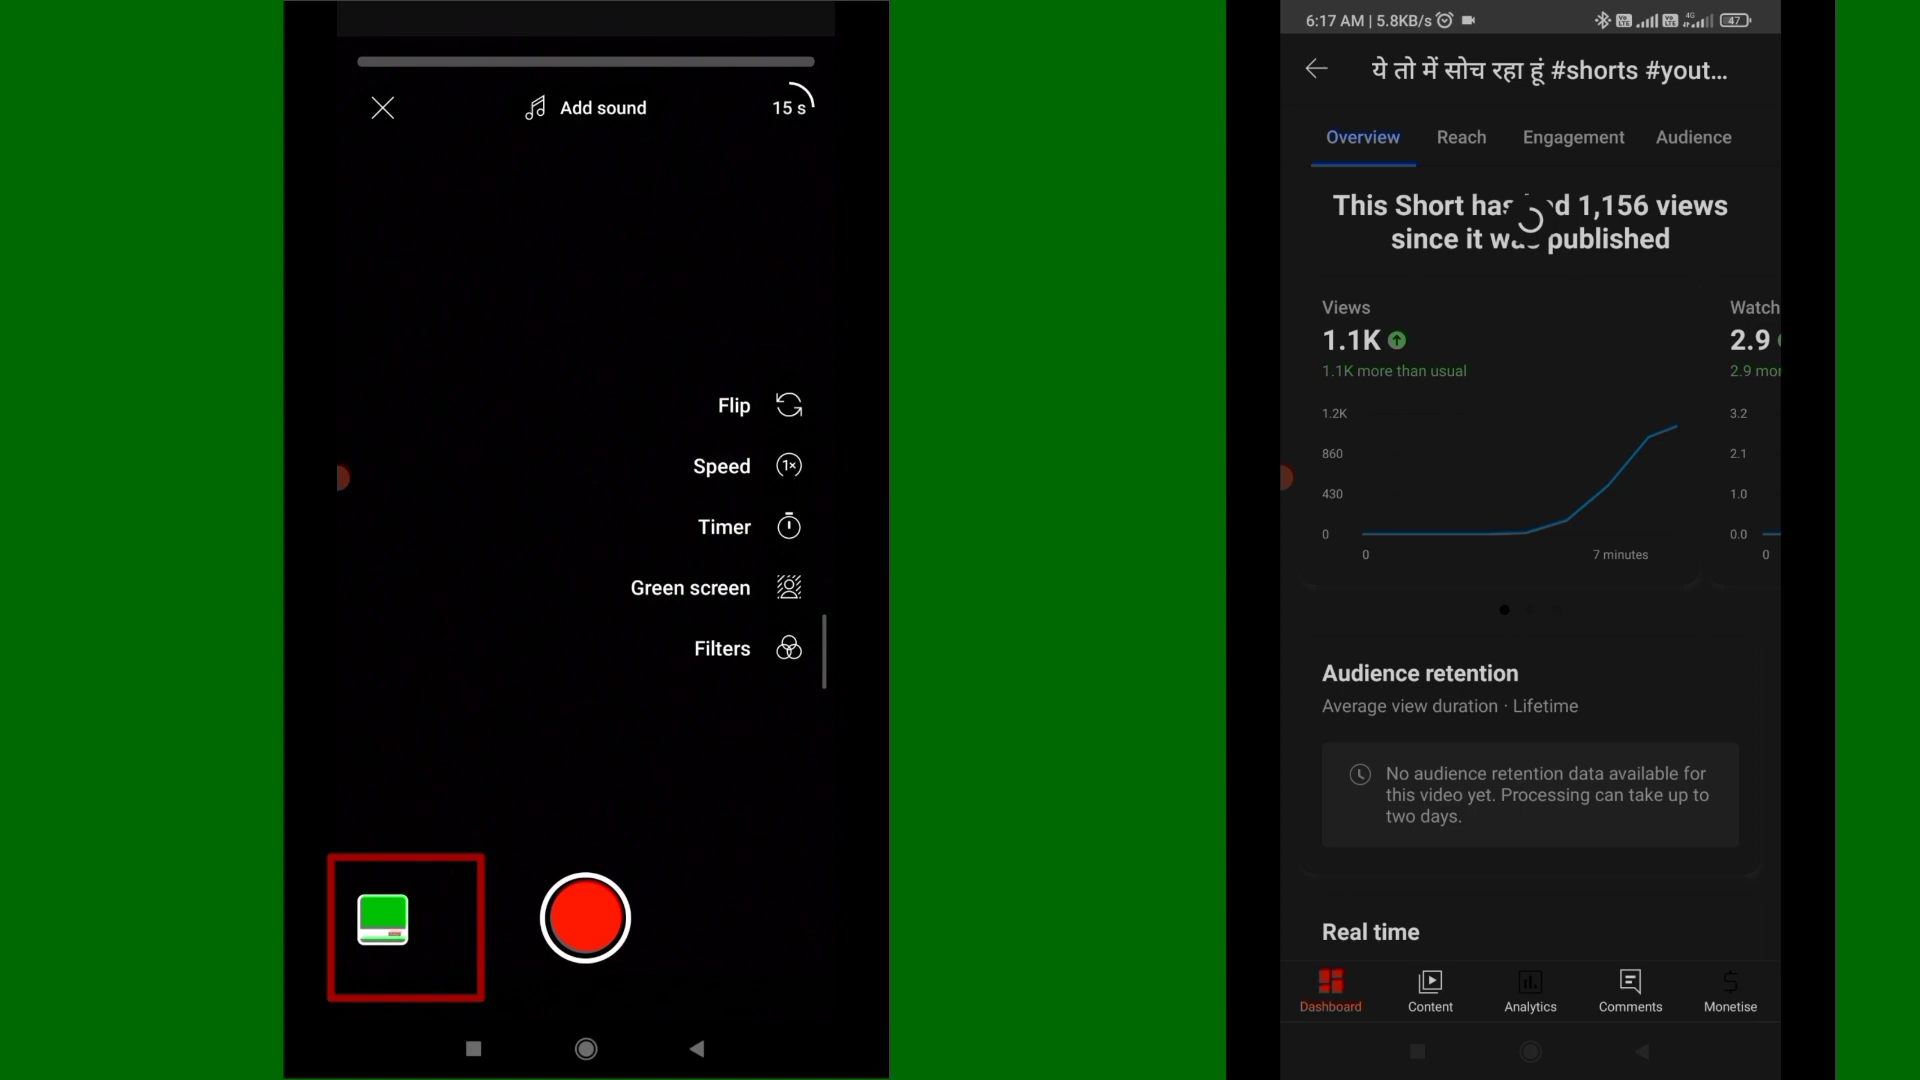 Add sound
15 s
Flip
Speed
1×
Timer
Green screen
Filters
6:17 AM | 5.8KB/s
4G
47
ये तो में सोच रहा हूं #shorts #yout...
Overview Reach Engagement Audience
This Short has 1,156 views
since it was published
Views
1.1K
1.1K more than usual
1.2K
860
430
0
0
7 minutes
Watch
2.9
2.9 mor
3.2
2.1
1.0
0.0
0
Audience retention
Average view duration · Lifetime
No audience retention data available for
this video yet. Processing can take up to
two days.
Real time
Dashboard Content Analytics Comments Monetise